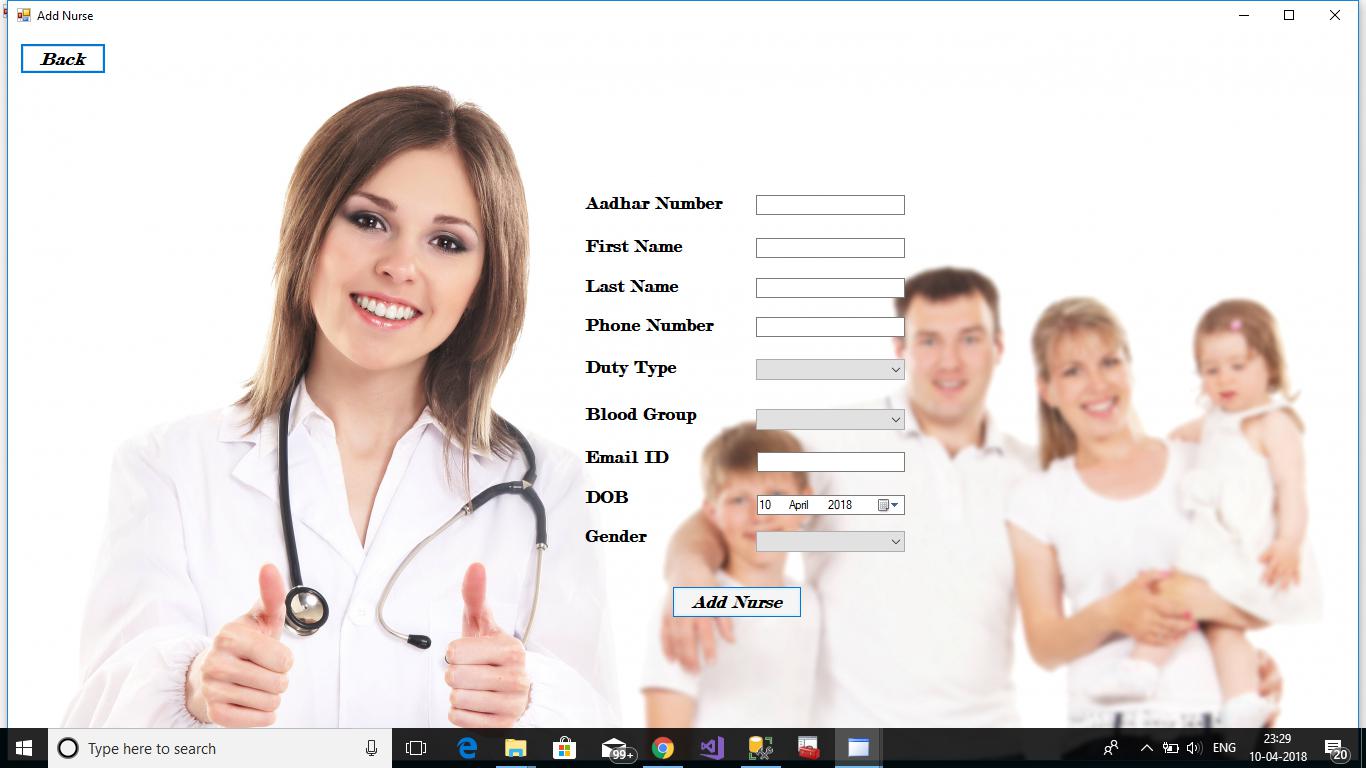 Add Nurse
Back
Aadhar Number
First Name
Last Name
Phone Number
Duty Type
Blood Group
Email ID
DOB
10 April 2018
Gender
Add Nurse
Type here to search
99+
ENG
23:29
10-04-2018
20